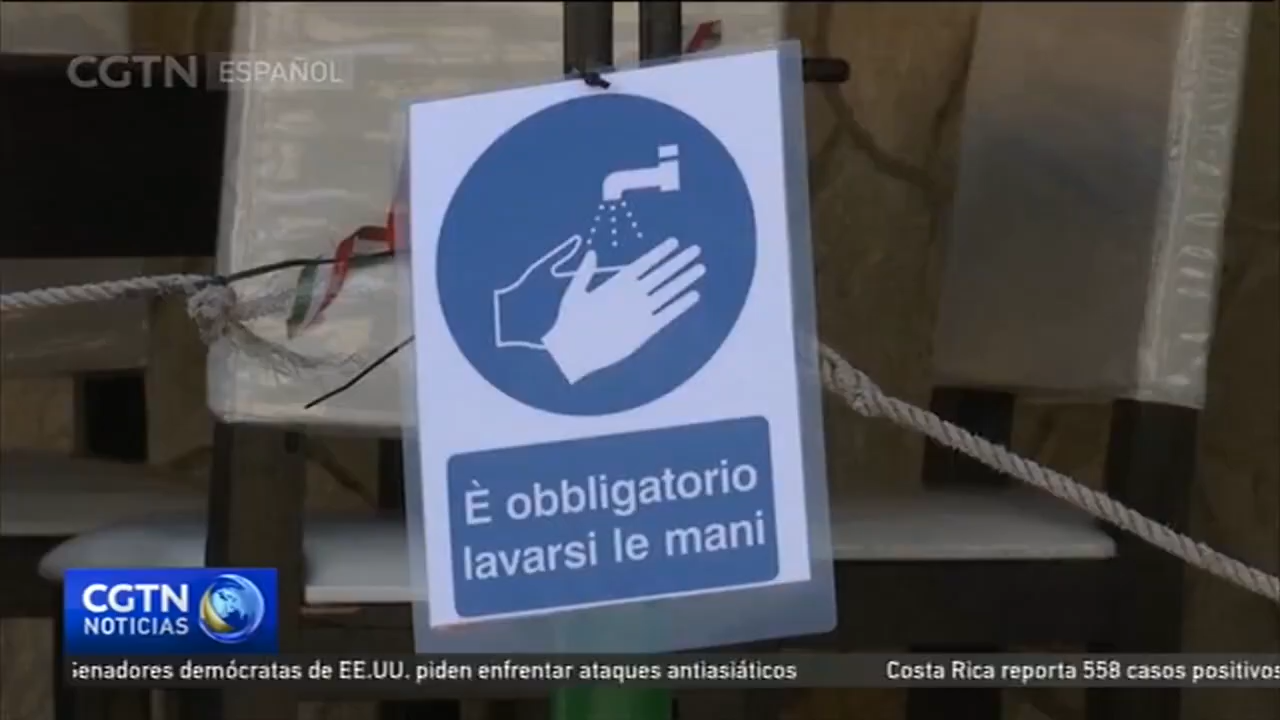 CGTN ESPAÑOL
È obbligatorio
lavarsi le mani
CGTN
NOTICIAS
Senadores demócratas de EE.UU. piden enfrentar ataques antiasiáticos Costa Rica reporta 558 casos positivos